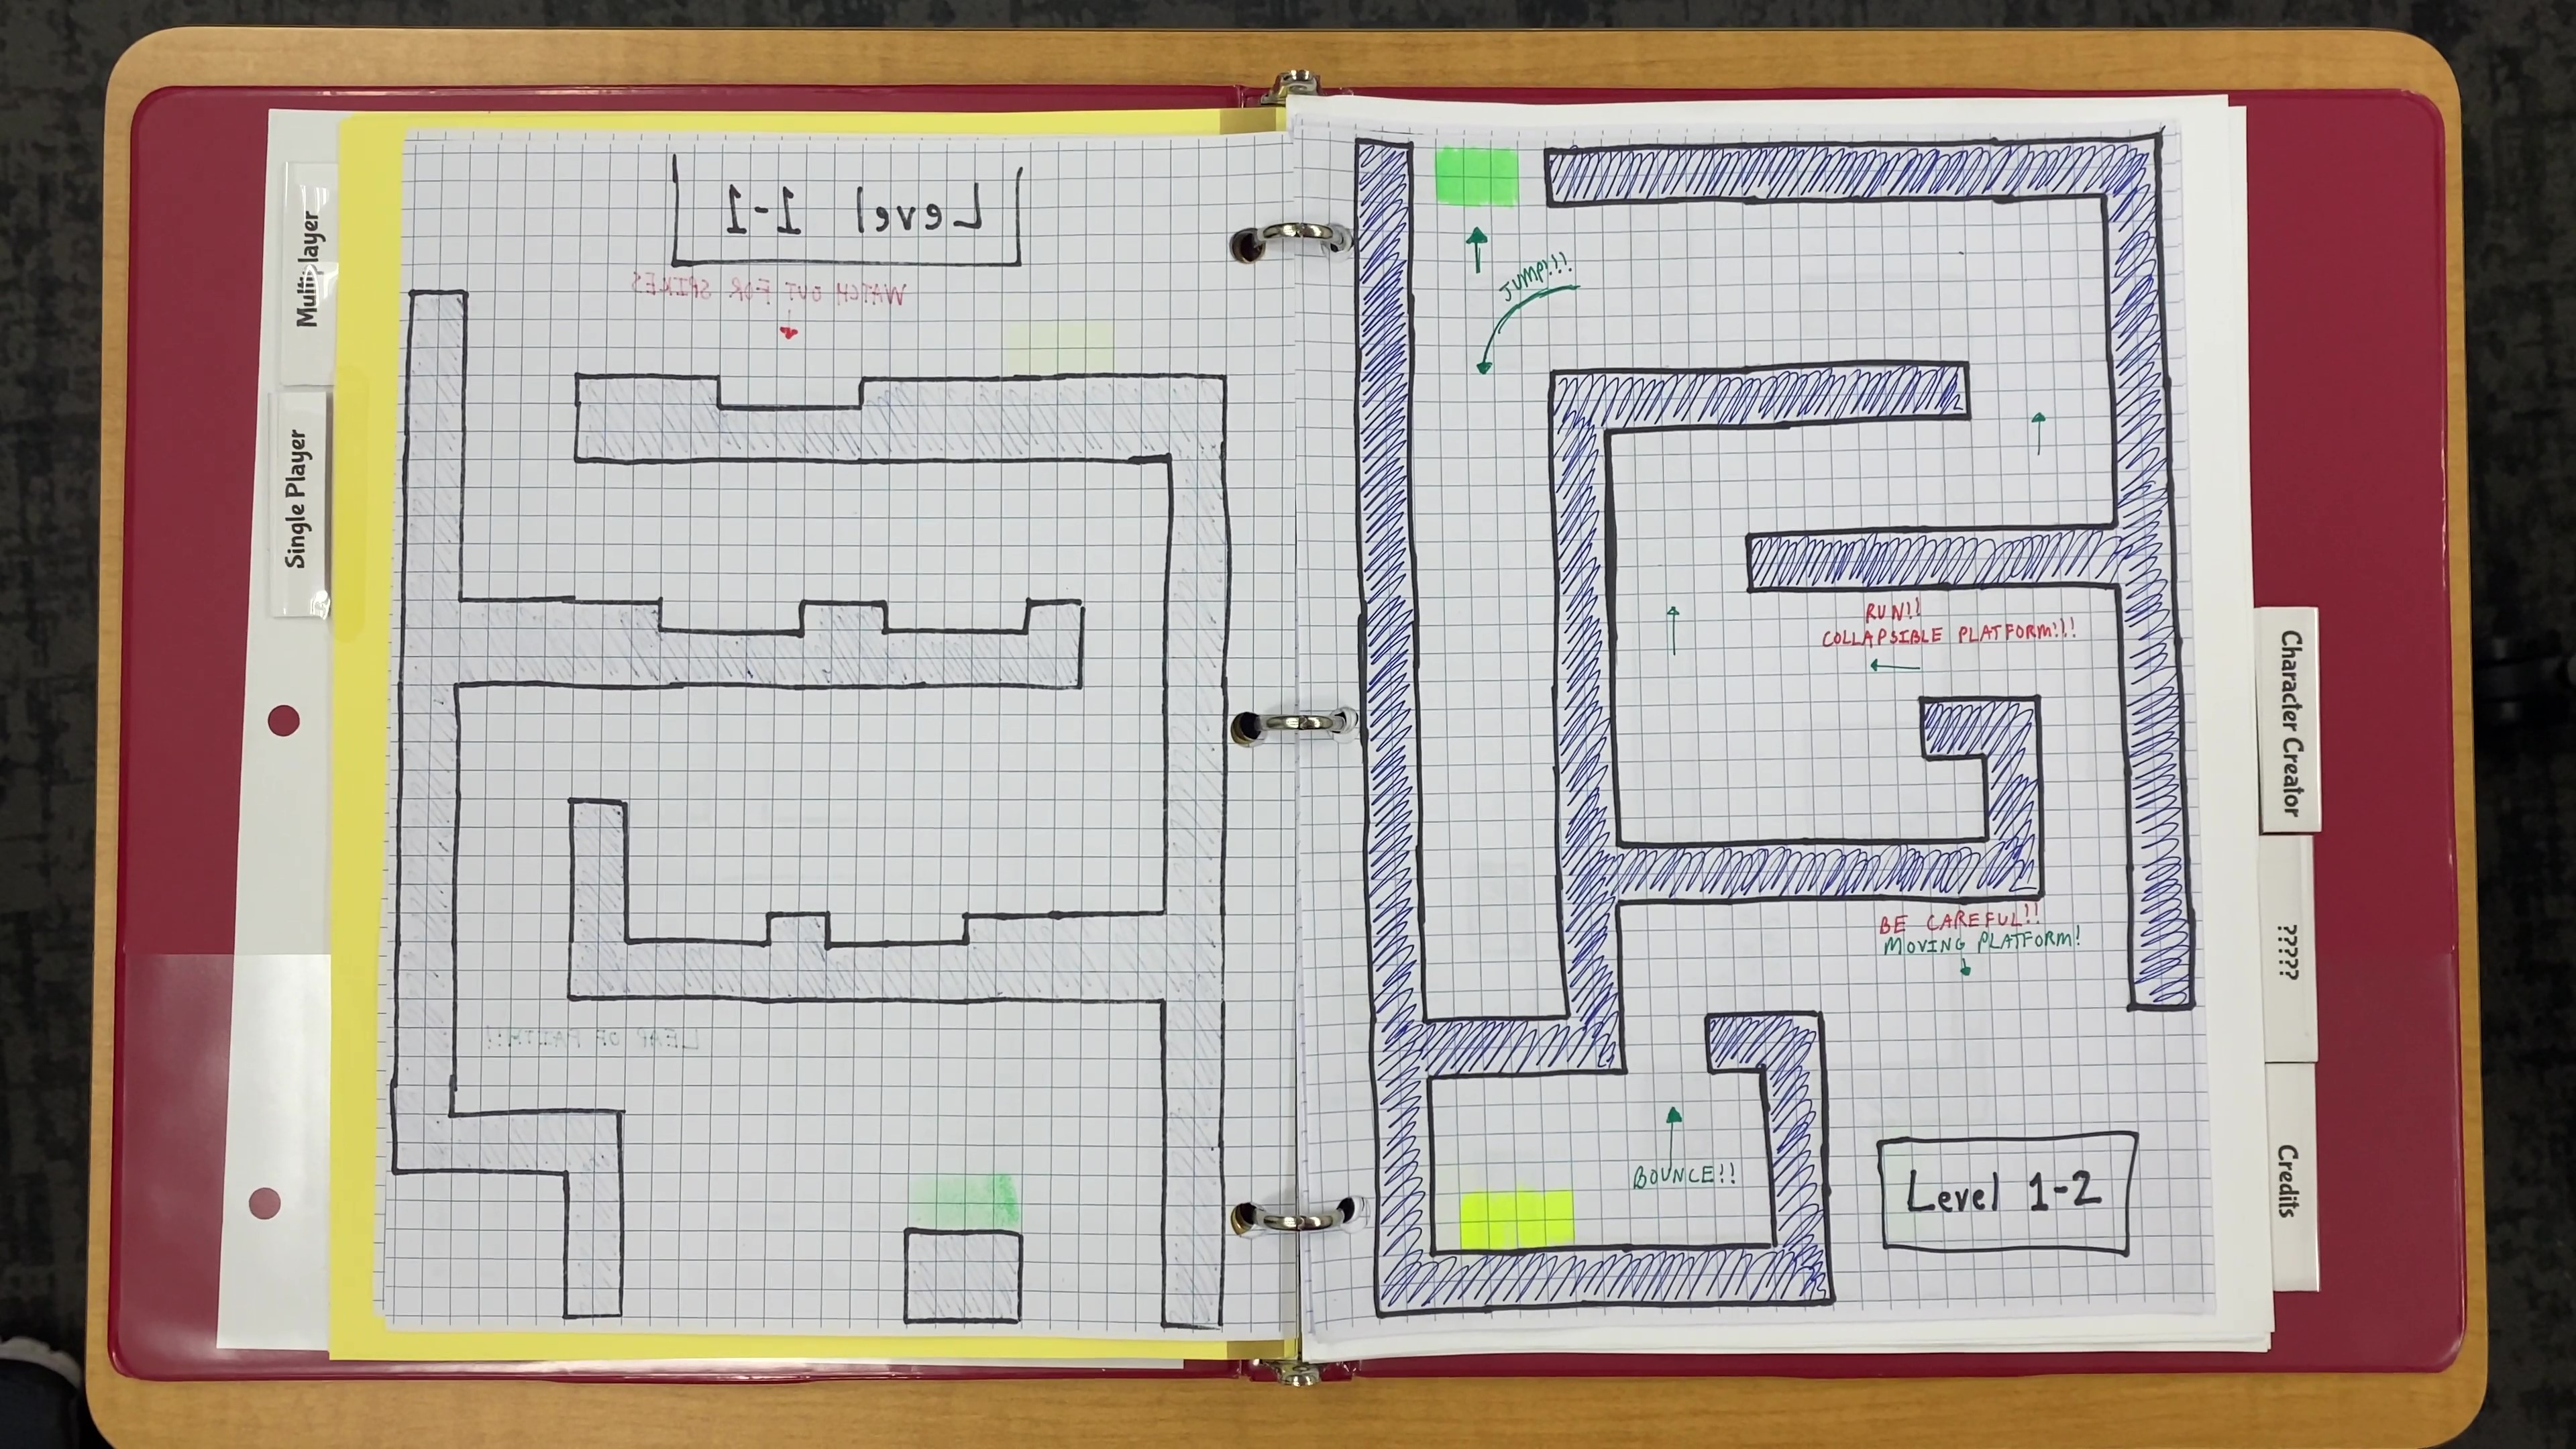 Multiplayer
Single Player
Level 1-1
WATCH OUT FOR SPIKES
LEAP OF FAITH!!
JUMP!!!
RUN!!
COLLAPSIBLE PLATFORM!!!
BE CAREFUL!!
MOVING PLATFORM!
BOUNCE!!
Level 1-2
Character Creator
?????
Credits